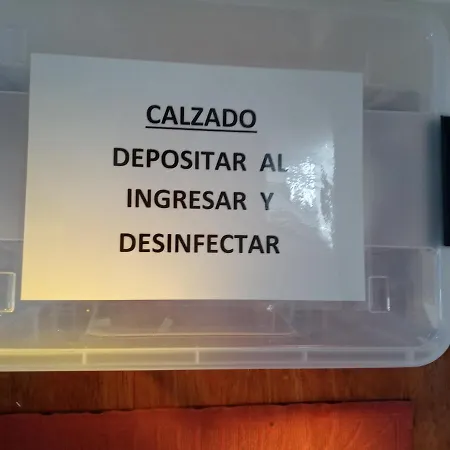 CALZADO
DEPOSITAR AL
INGRESAR Y
DESINFECTAR